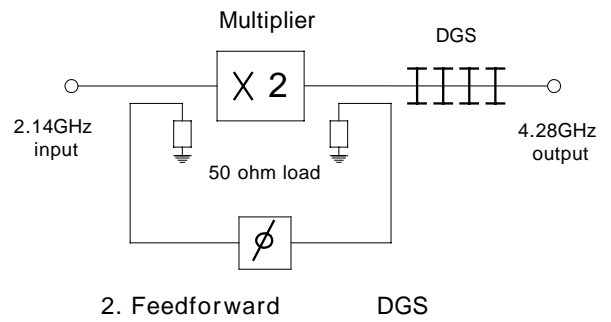 Multiplier
DGS
X 2
2.14GHz
input
4.28GHz
output
50 ohm load
ϕ
2. Feedforward DGS